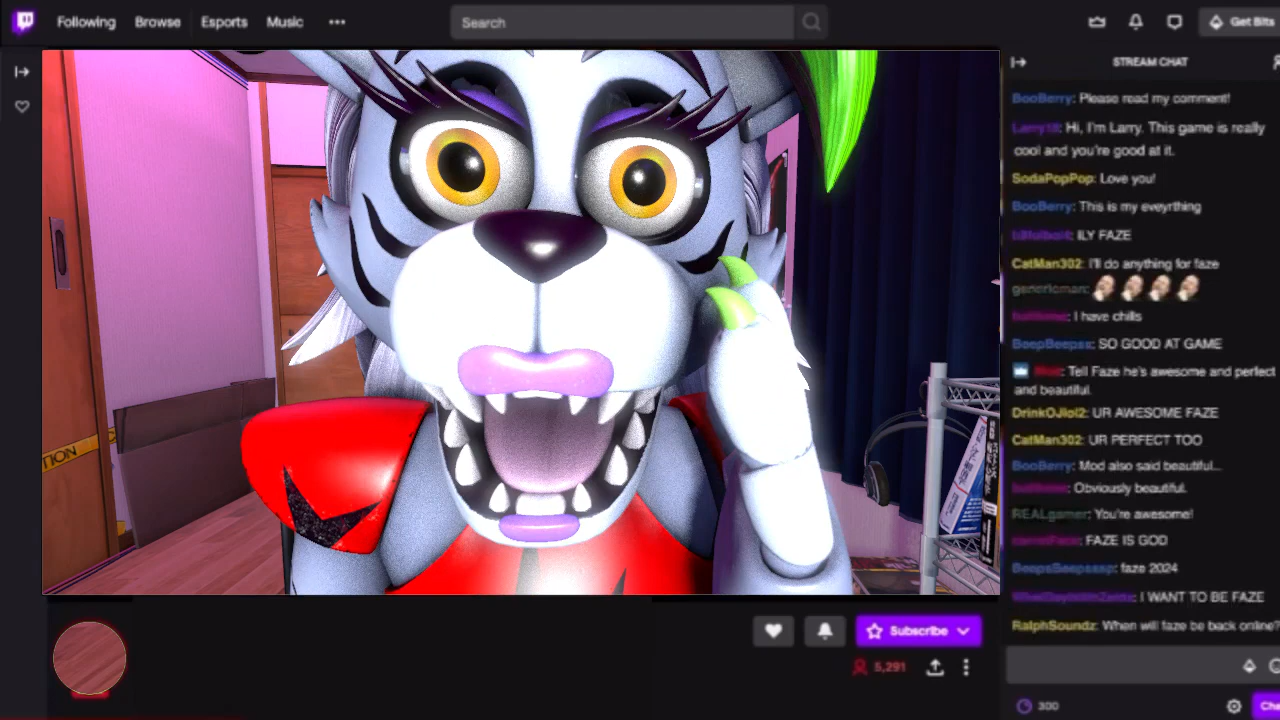 Following Browse Esports Music
Search
Get Bits
STREAM CHAT
BooBerry: Please read my comment!
Larry18: Hi, I'm Larry. This game is really
cool and you're good at it.
SodaPopPop: Love you!
BooBerry: This is my eveyrthing
ILY FAZE
CatMan302: I'll do anything for faze
genericman:
I have chills
BeepBeepss: SO GOOD AT GAME
Tell Faze he's awesome and perfect
and beautiful.
DrinkOJlol2: UR AWESOME FAZE
CatMan302: UR PERFECT TOO
BooBerry: Mod also said beautiful...
Obviously beautiful.
REALgamer: You're awesome!
FAZE IS GOD
faze 2024
I WANT TO BE FAZE
RalphSoundz: When will faze be back online?
TION
Subscribe
5,291
300
Cha